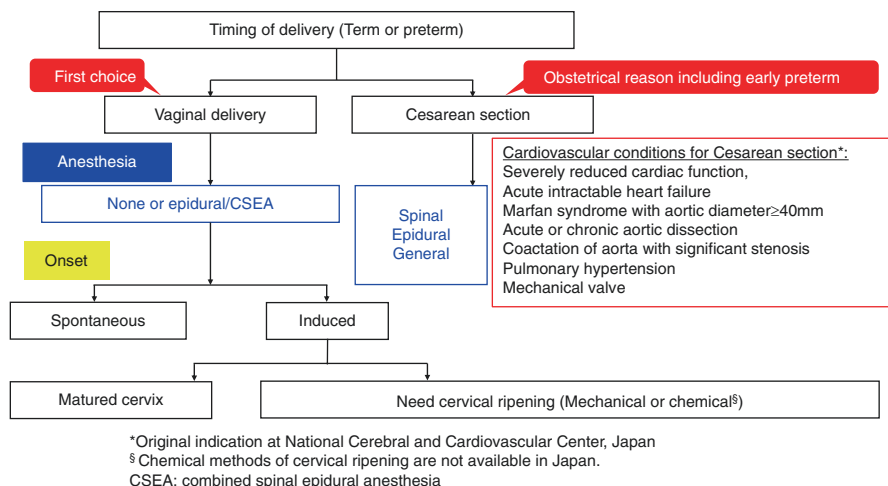 Timing of delivery (Term or preterm)
First choice
Obstetrical reason including early preterm
Vaginal delivery
Cesarean section
Anesthesia
None or epidural/CSEA
Spinal
Epidural
General
Cardiovascular conditions for Cesarean section*:
Severely reduced cardiac function,
Acute intractable heart failure
Marfan syndrome with aortic diameter≥40mm
Acute or chronic aortic dissection
Coactation of aorta with significant stenosis
Pulmonary hypertension
Mechanical valve
Onset
Spontaneous
Induced
Matured cervix
Need cervical ripening (Mechanical or chemical§)
*Original indication at National Cerebral and Cardiovascular Center, Japan
§ Chemical methods of cervical ripening are not available in Japan.
CSEA: combined spinal epidural anesthesia